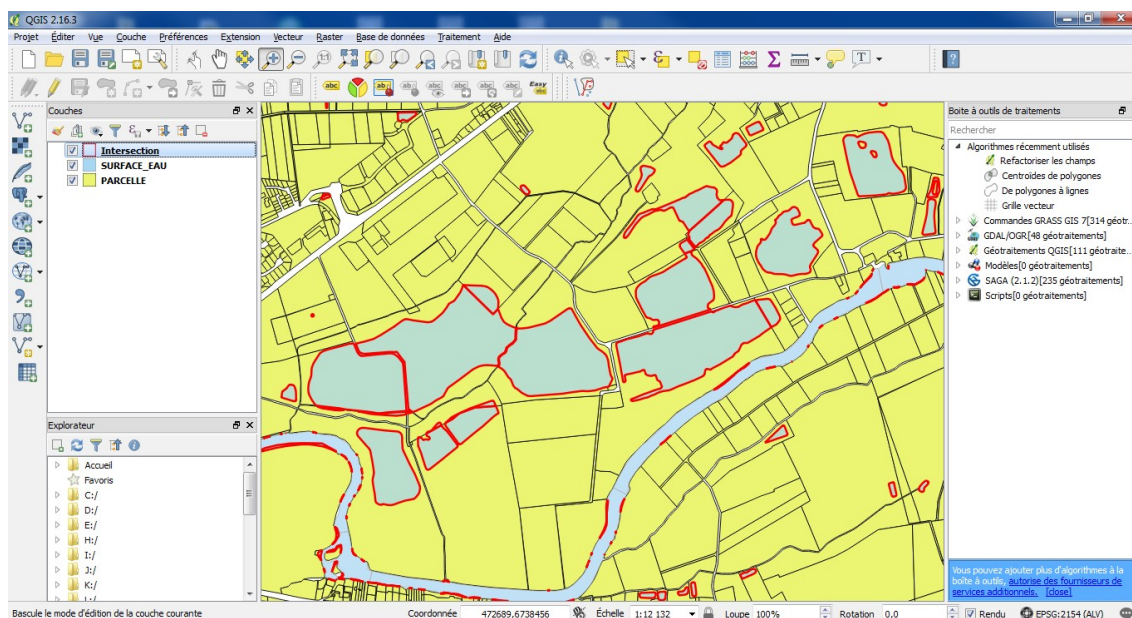 QGIS 2.16.3
Projet Éditer Vue Couche Préférences Extension Vecteur Raster Base de données Traitement Aide
Couches
Intersection
SURFACE_EAU
PARCELLE
Explorateur
Accueil
Favoris
C:/
D:/
E:/
H:/
I:/
J:/
K:/
L:/
Boite à outils de traitements
Rechercher
Algorithmes récemment utilisés
Refactoriser les champs
Centroides de polygones
De polygones à lignes
Grille vecteur
Commandes GRASS GIS 7[314 géotr...
GDAL/OGR[48 géotraitements]
Géotraitements QGIS[111 géotraite...
Modèles[0 géotraitements]
SAGA (2.1.2)[235 géotraitements]
Scripts[0 géotraitements]
Vous pouvez ajouter plus d'algorithmes à la
boîte à outils, autorise des fournisseurs de
services additionnels. [close]
Bascule le mode d'édition de la couche courante Coordonnée 472689,6738456 Échelle 1:12 132 Loupe 100% Rotation 0,0 Rendu EPSG:2154 (ALV)